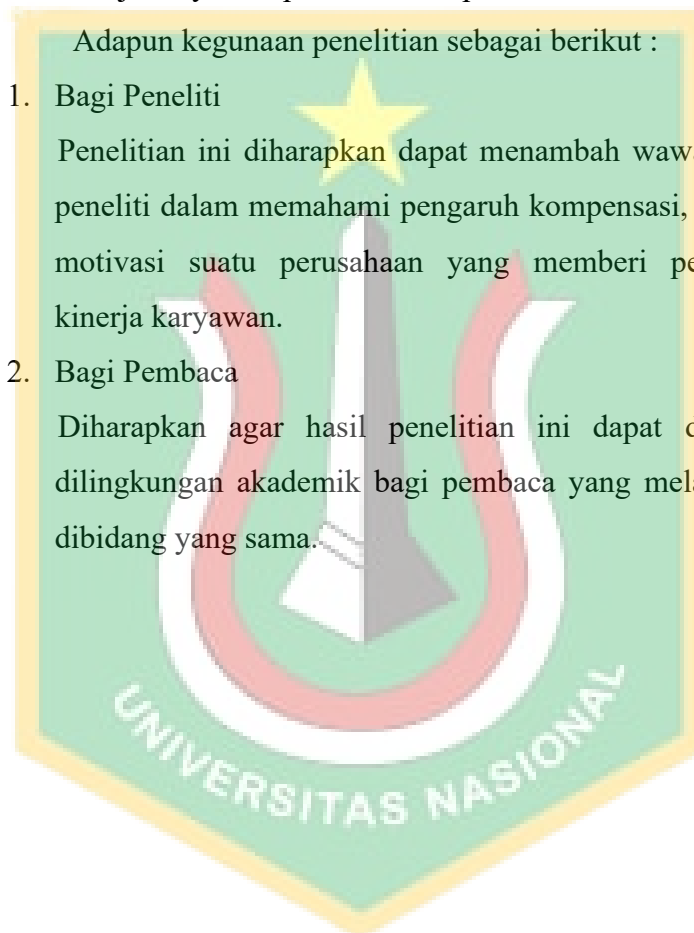 Adapun kegunaan penelitian sebagai berikut :
1. Bagi Peneliti
Penelitian ini diharapkan dapat menambah
peneliti dalam memahami pengaruh kompensasi,
motivasi suatu perusahaan yang memberi
kinerja karyawan.
2. Bagi Pembaca
Diharapkan agar hasil penelitian ini dapat
dilingkungan akademik bagi pembaca yang
dibidang yang sama.
UNIVERSITAS NASIONAL